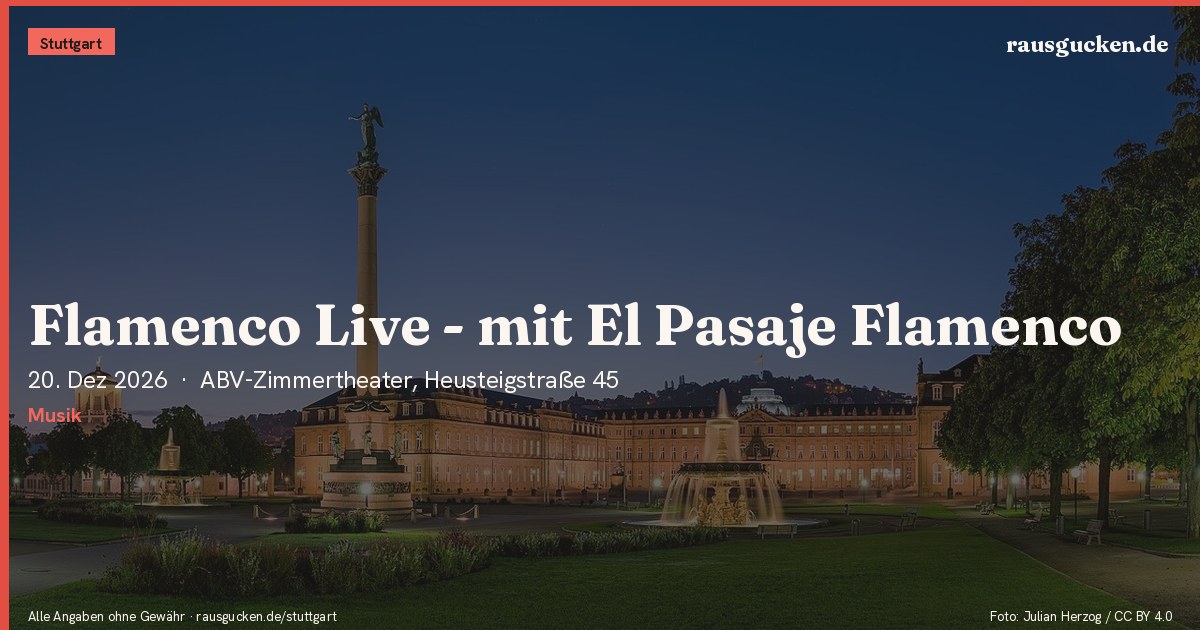 Stuttgart
rausgucken.de
Flamenco Live - mit El Pasaje Flamenco
20. Dez 2026 · ABV-Zimmertheater, Heusteigstraße 45
Musik
Alle Angaben ohne Gewähr · rausgucken.de/stuttgart
Foto: Julian Herzog / CC BY 4.0